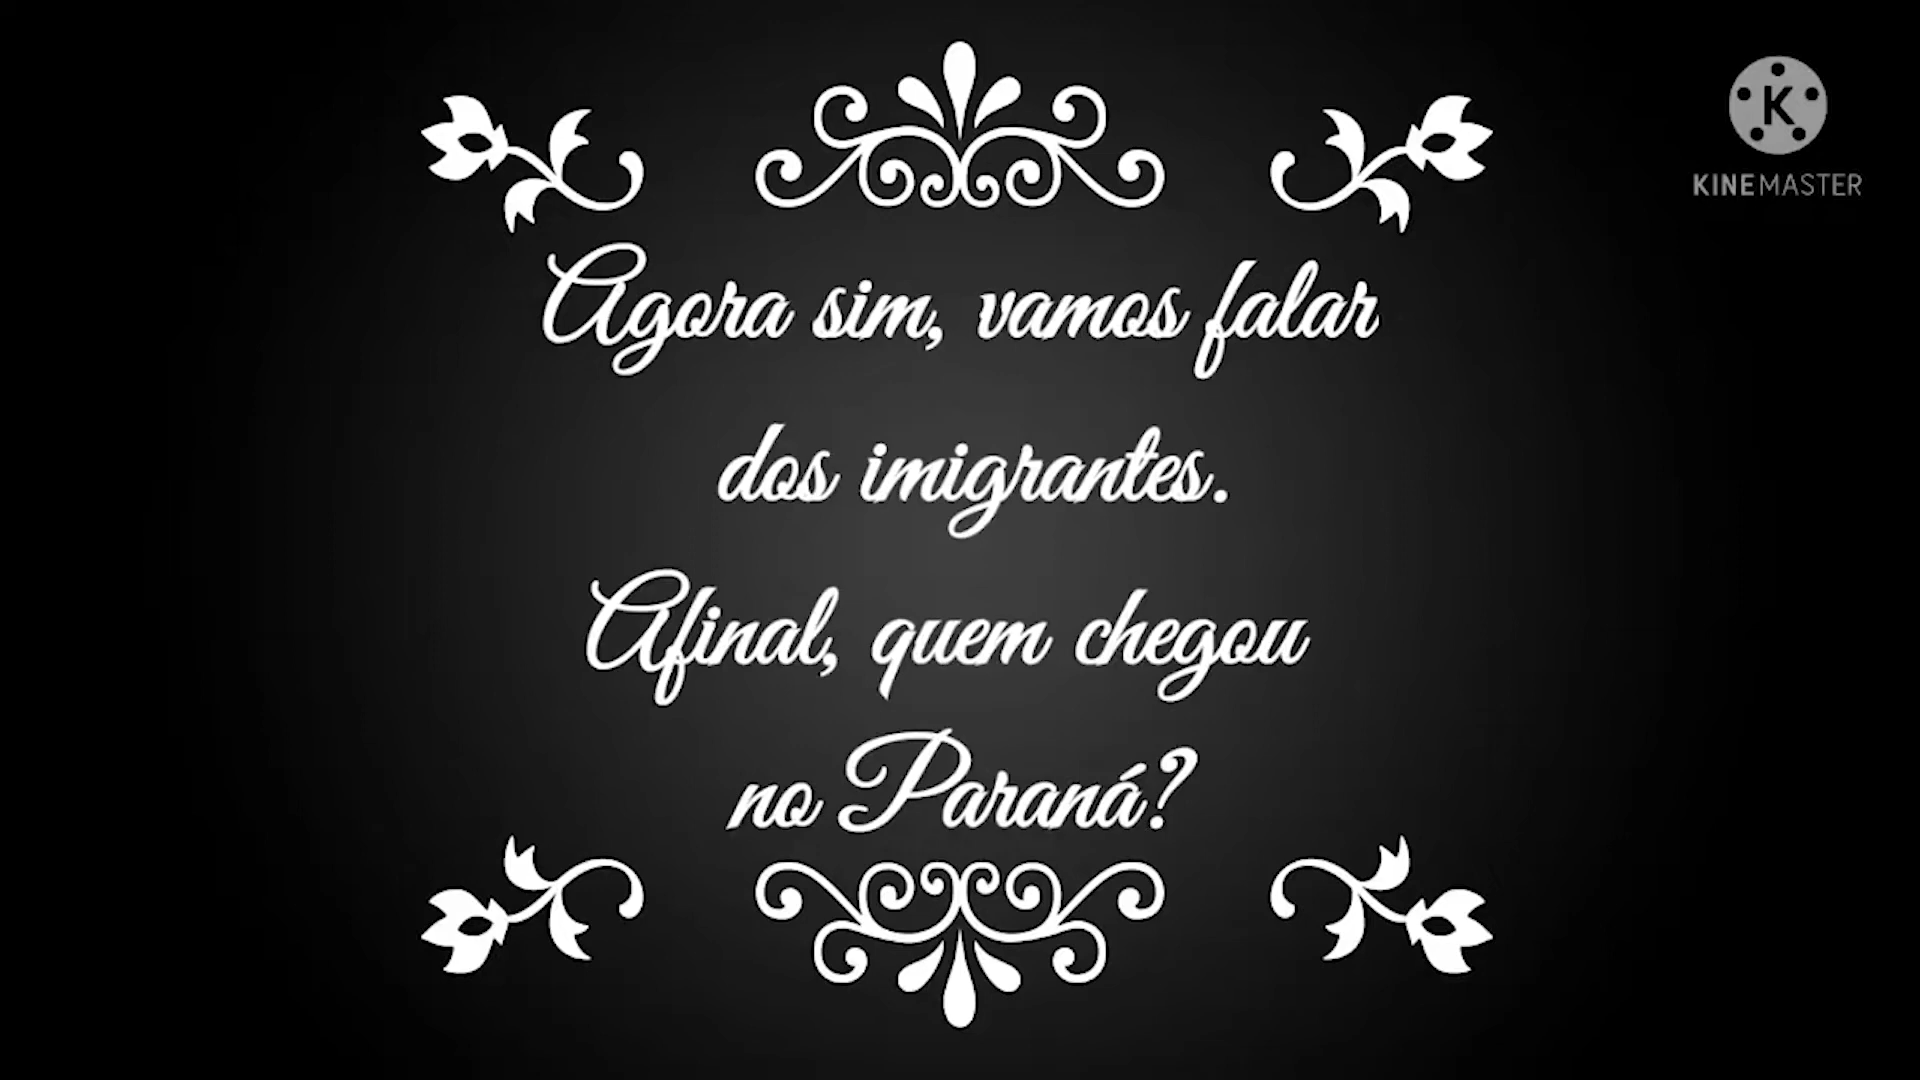 Agora sim, vamos falar
dos imigrantes.
Afinal, quem chegou
no Paraná?
K
KINEMASTER